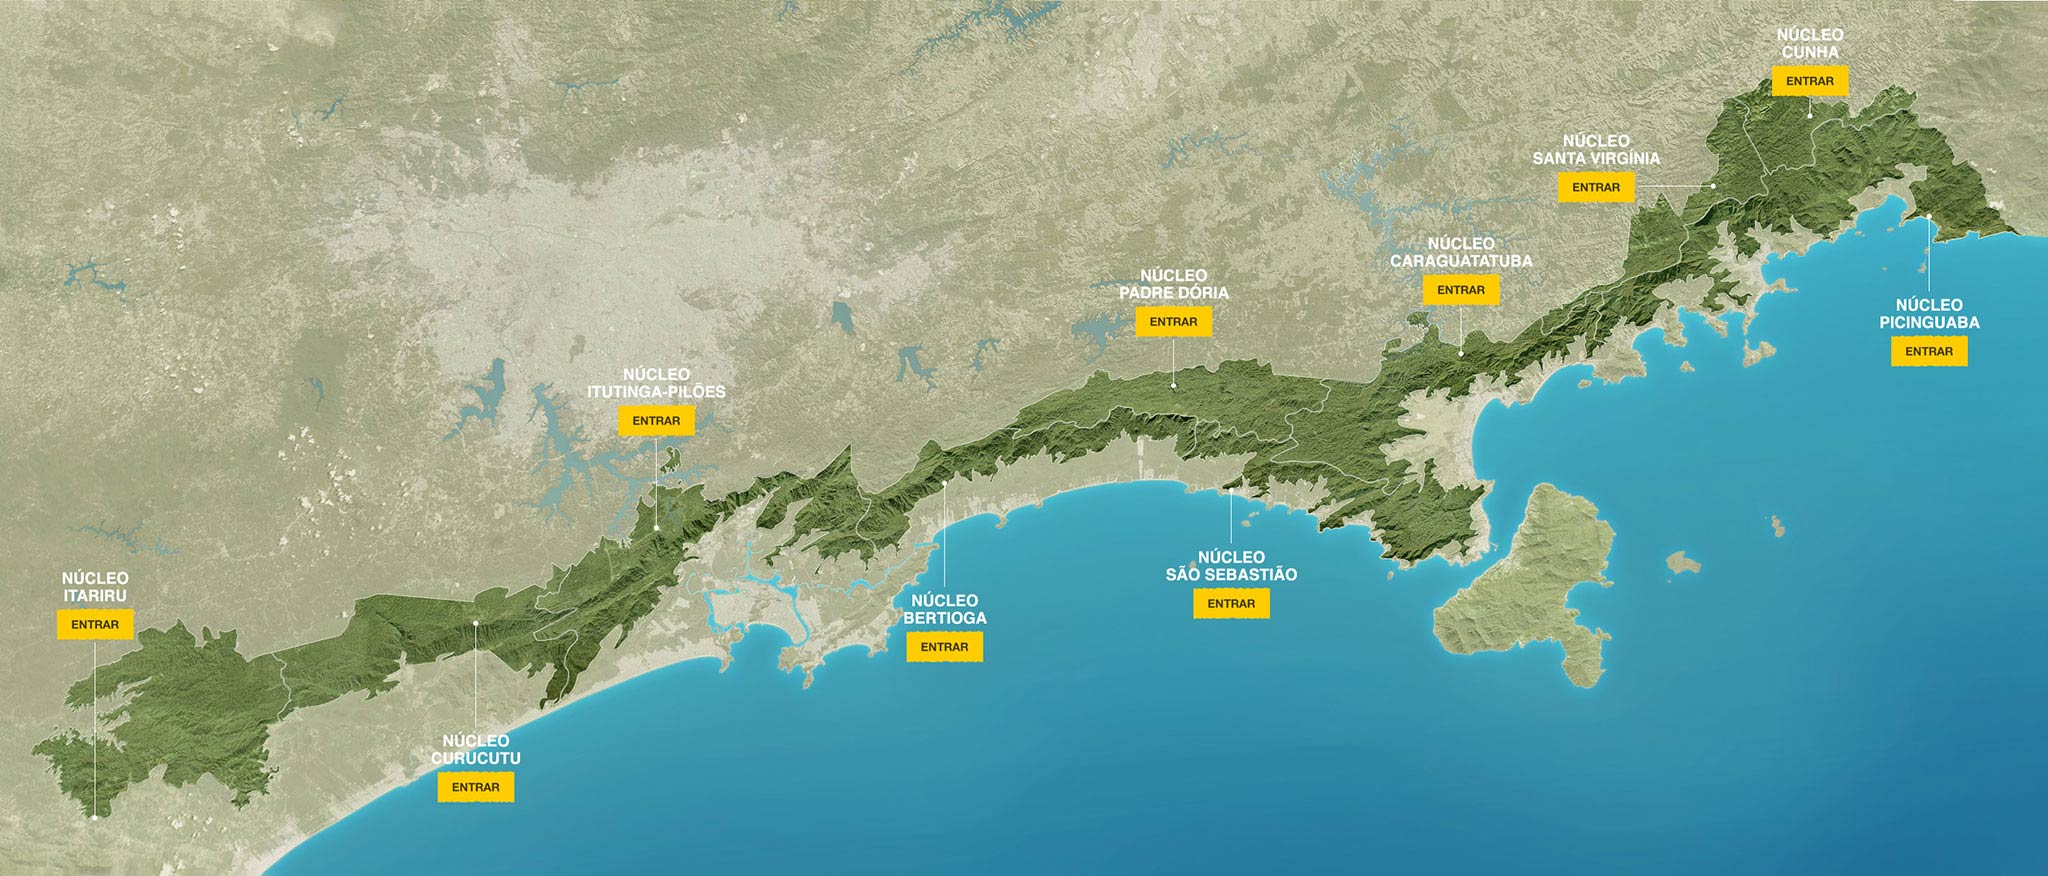 NÚCLEO
CUNHA
ENTRAR
NÚCLEO
SANTA VIRGÍNIA
ENTRAR
NÚCLEO
CARAGUATATUBA
ENTRAR
NÚCLEO
PADRE DÓRIA
ENTRAR
NÚCLEO
PICINGUABA
ENTRAR
NÚCLEO
ITUTINGA-PILÕES
ENTRAR
NÚCLEO
SÃO SEBASTIÃO
ENTRAR
NÚCLEO
ITARIRU
ENTRAR
NÚCLEO
BERTIOGA
ENTRAR
NÚCLEO
CURUCUTU
ENTRAR